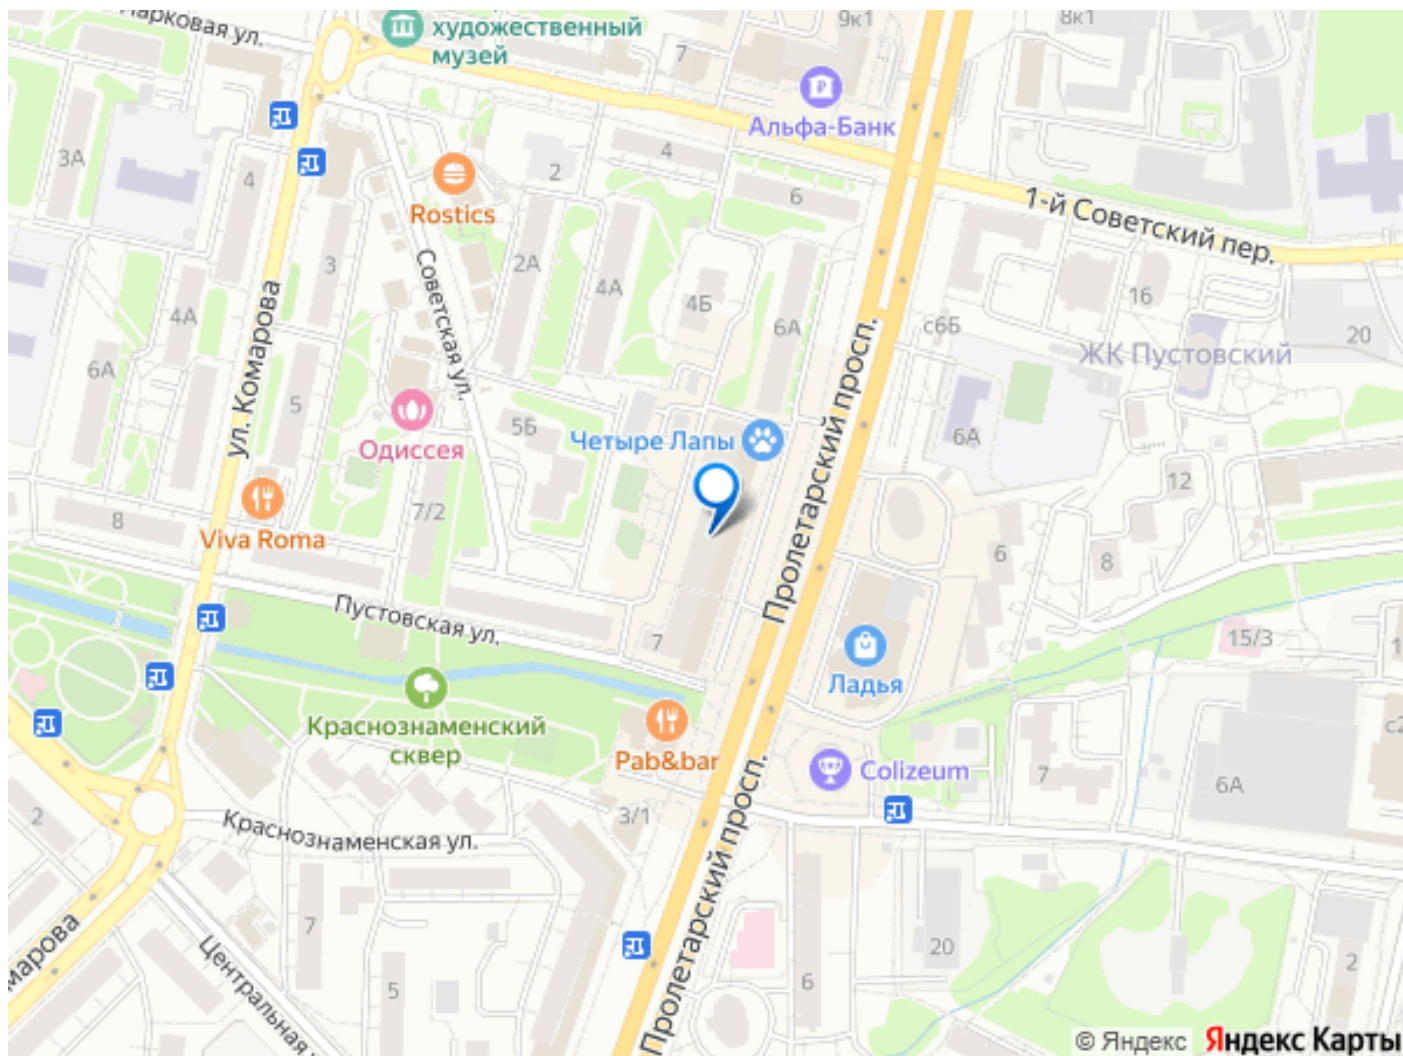 Парковая ул.
художественный
музей
7
9к1
8к1
Альфа-Банк
3А
4
Rostics
2
4
6
1-й Советский пер.
3
2А
4А
4Б
6А
16
с6Б
20
ЖК Пустовский
4А
6А
ул. Комарова
Советская ул.
5
Одиссея
5Б
Четыре Лапы
Пролетарский просп.
6А
12
8
Viva Roma
7/2
6
8
Пустовская ул.
7
15/3
Ладья
Краснознаменский
сквер
Pab&bar
Colizeum
7
6А
2
Краснознаменская ул.
3/1
Пролетарский просп.
7
20
марова
Центральная
5
6
2
© Яндекс Яндекс Карты